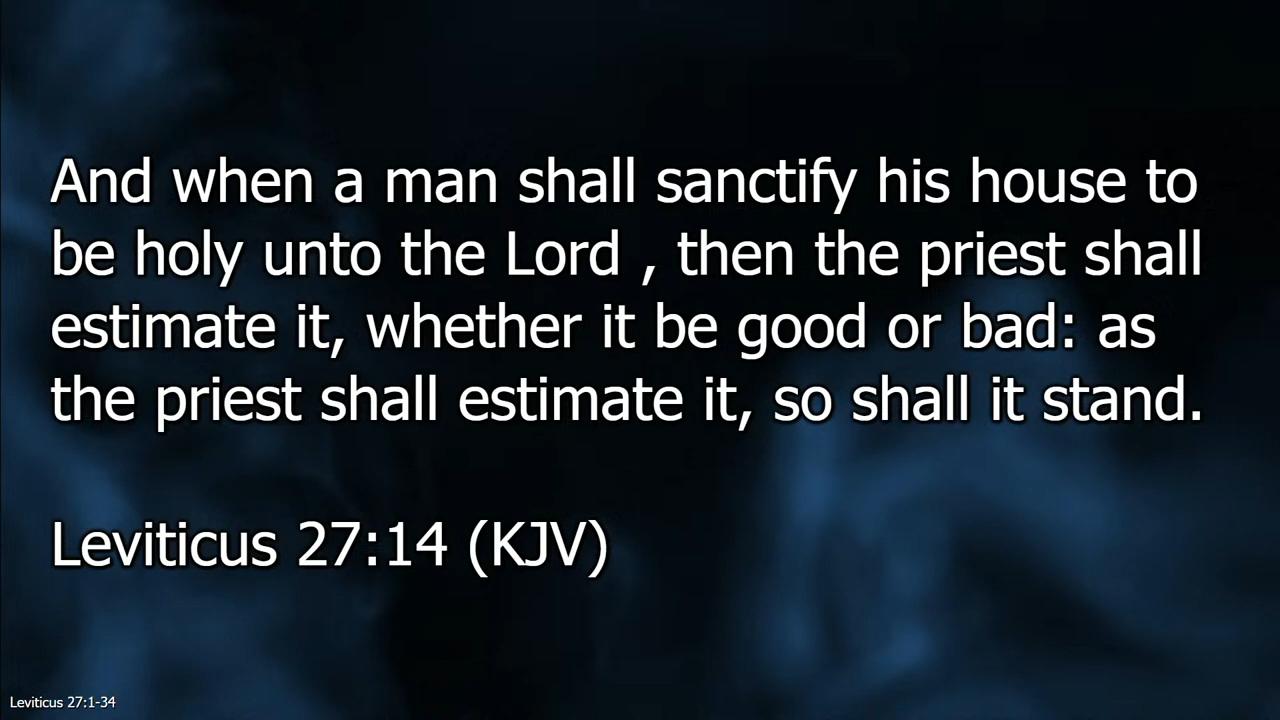 And when a man shall sanctify his house to
be holy unto the Lord , then the priest shall
estimate it, whether it be good or bad: as
the priest shall estimate it, so shall it stand.
Leviticus 27:14 (KJV)
Leviticus 27:1-34